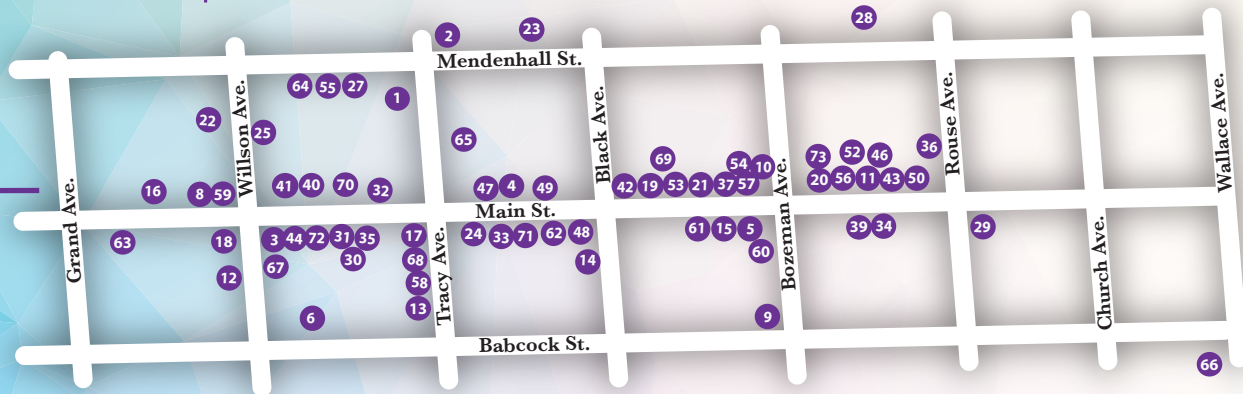 28
23
2
Mendenhall St.
64 55 27
1
22
25
65
36
52
46
73
69
54
10
20 56 11 43 50
42 19 53 21 37 57
41 40 70 32
47 4 49
16 8 59
Grand Ave.
Willson Ave.
Tracy Ave.
Black Ave.
Bozeman Ave.
Rouse Ave.
Church Ave.
Wallace Ave.
Main St.
63
18
3 44 72 31 35
17
24 33 71 62 48
61 15 5
39 34
29
67
30
68
14
60
12
58
13
6
9
Babcock St.
66